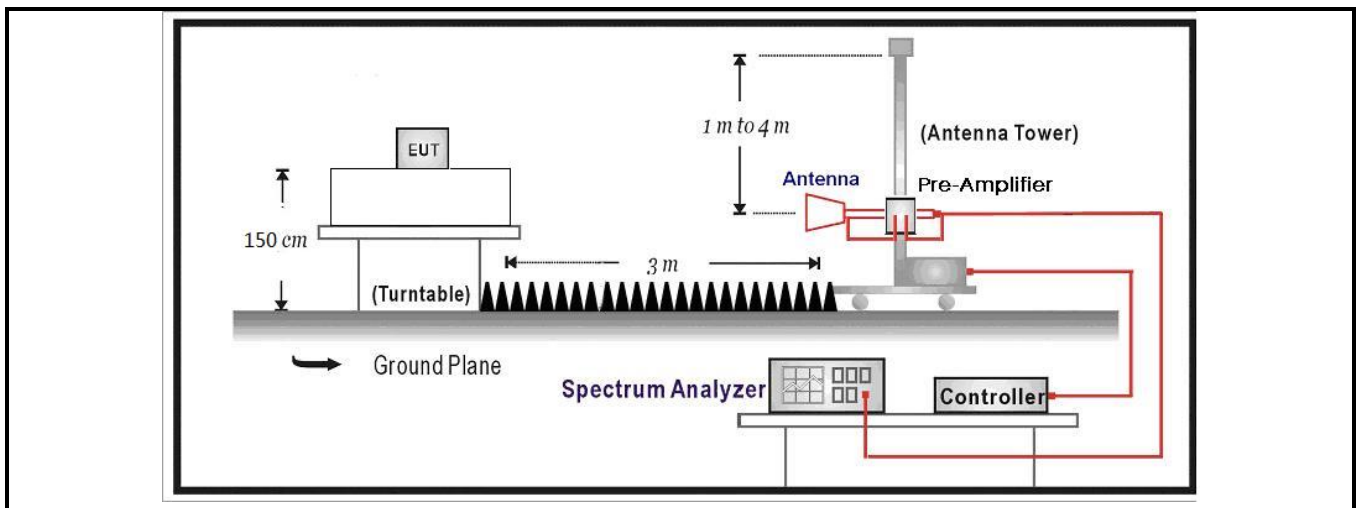 1 m to 4 m
(Antenna Tower)
EUT
Antenna
Pre-Amplifier
150 cm
3 m
(Turntable)
Ground Plane
Spectrum Analyzer
Controller